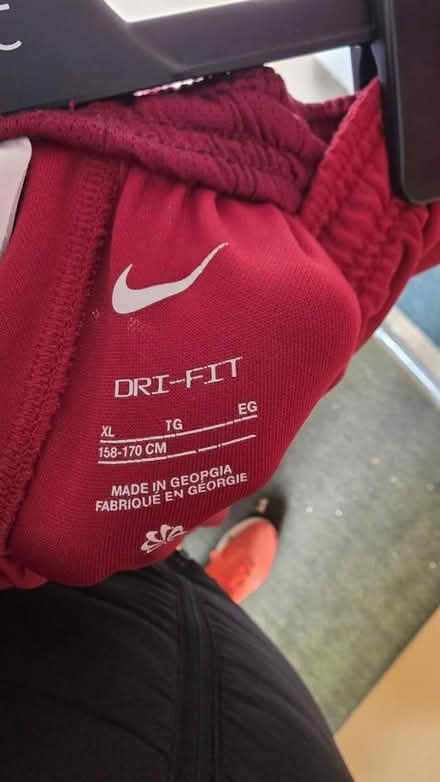 DRI-FIT
XL TG EG
158-170 CM
MADE IN GEORGIA
FABRIQUÉ EN GÉORGIE